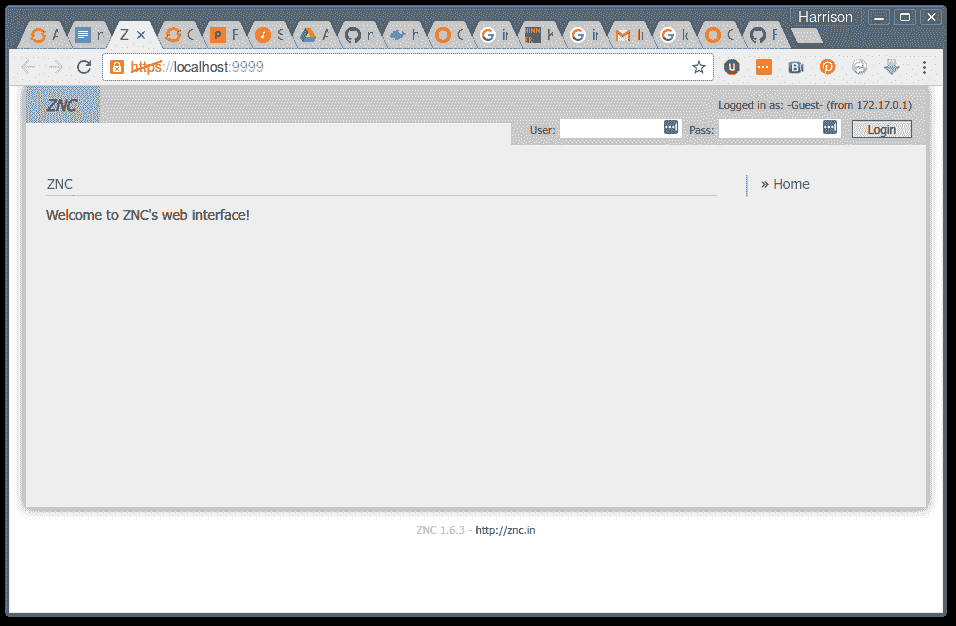 Harrison
A
r
Z
C
P
F
S
A
r
h
C
ir
K
ir
M
C
F
https://localhost:9999
ZNC
Logged in as: -Guest- (from 172.17.0.1)
User:
Pass:
Login
ZNC
» Home
Welcome to ZNC's web interface!
ZNC 1.6.3 - http://znc.in